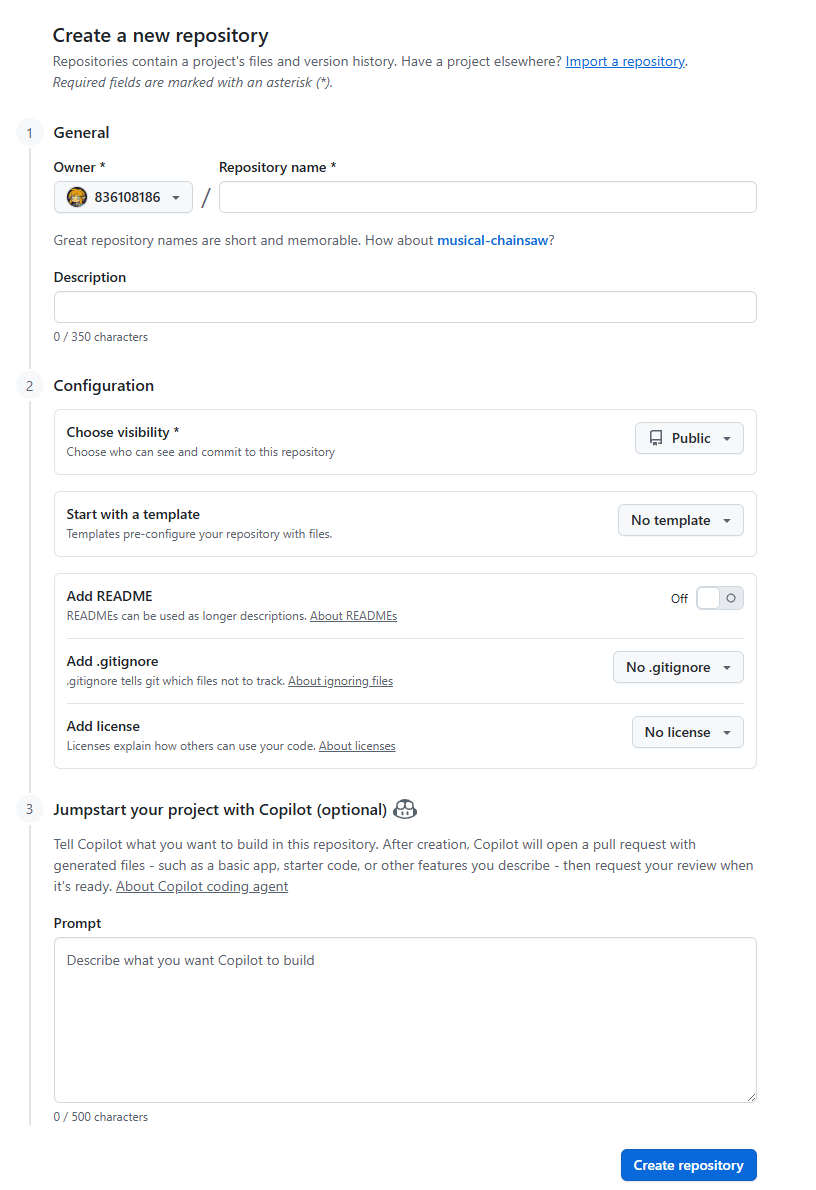 Create a new repository
Repositories contain a project's files and version history. Have a project elsewhere? Import a repository.
Required fields are marked with an asterisk (*).
1 General
Owner * Repository name *
836108186 /
Great repository names are short and memorable. How about musical-chainsaw?
Description
0 / 350 characters
2 Configuration
Choose visibility *
Choose who can see and commit to this repository
Public
Start with a template
Templates pre-configure your repository with files.
No template
Add README
READMEs can be used as longer descriptions. About READMEs
Off
Add .gitignore
.gitignore tells git which files not to track. About ignoring files
No .gitignore
Add license
Licenses explain how others can use your code. About licenses
No license
3 Jumpstart your project with Copilot (optional)
Tell Copilot what you want to build in this repository. After creation, Copilot will open a pull request with
generated files - such as a basic app, starter code, or other features you describe - then request your review when
it's ready. About Copilot coding agent
Prompt
Describe what you want Copilot to build
0 / 500 characters
Create repository